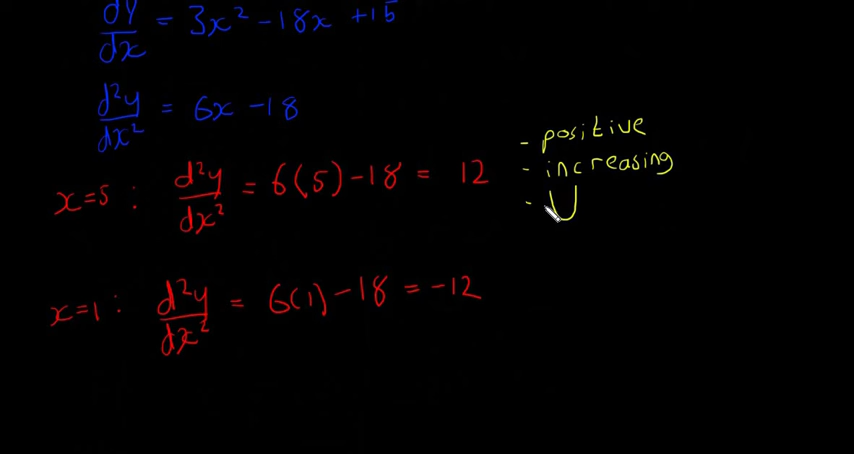 dy/dx = 3x² - 18x + 15
d²y/dx² = 6x - 18
- positive
- increasing
x=5 : d²y/dx² = 6(5) - 18 = 12
- U
x=1 : d²y/dx² = 6(1) - 18 = -12